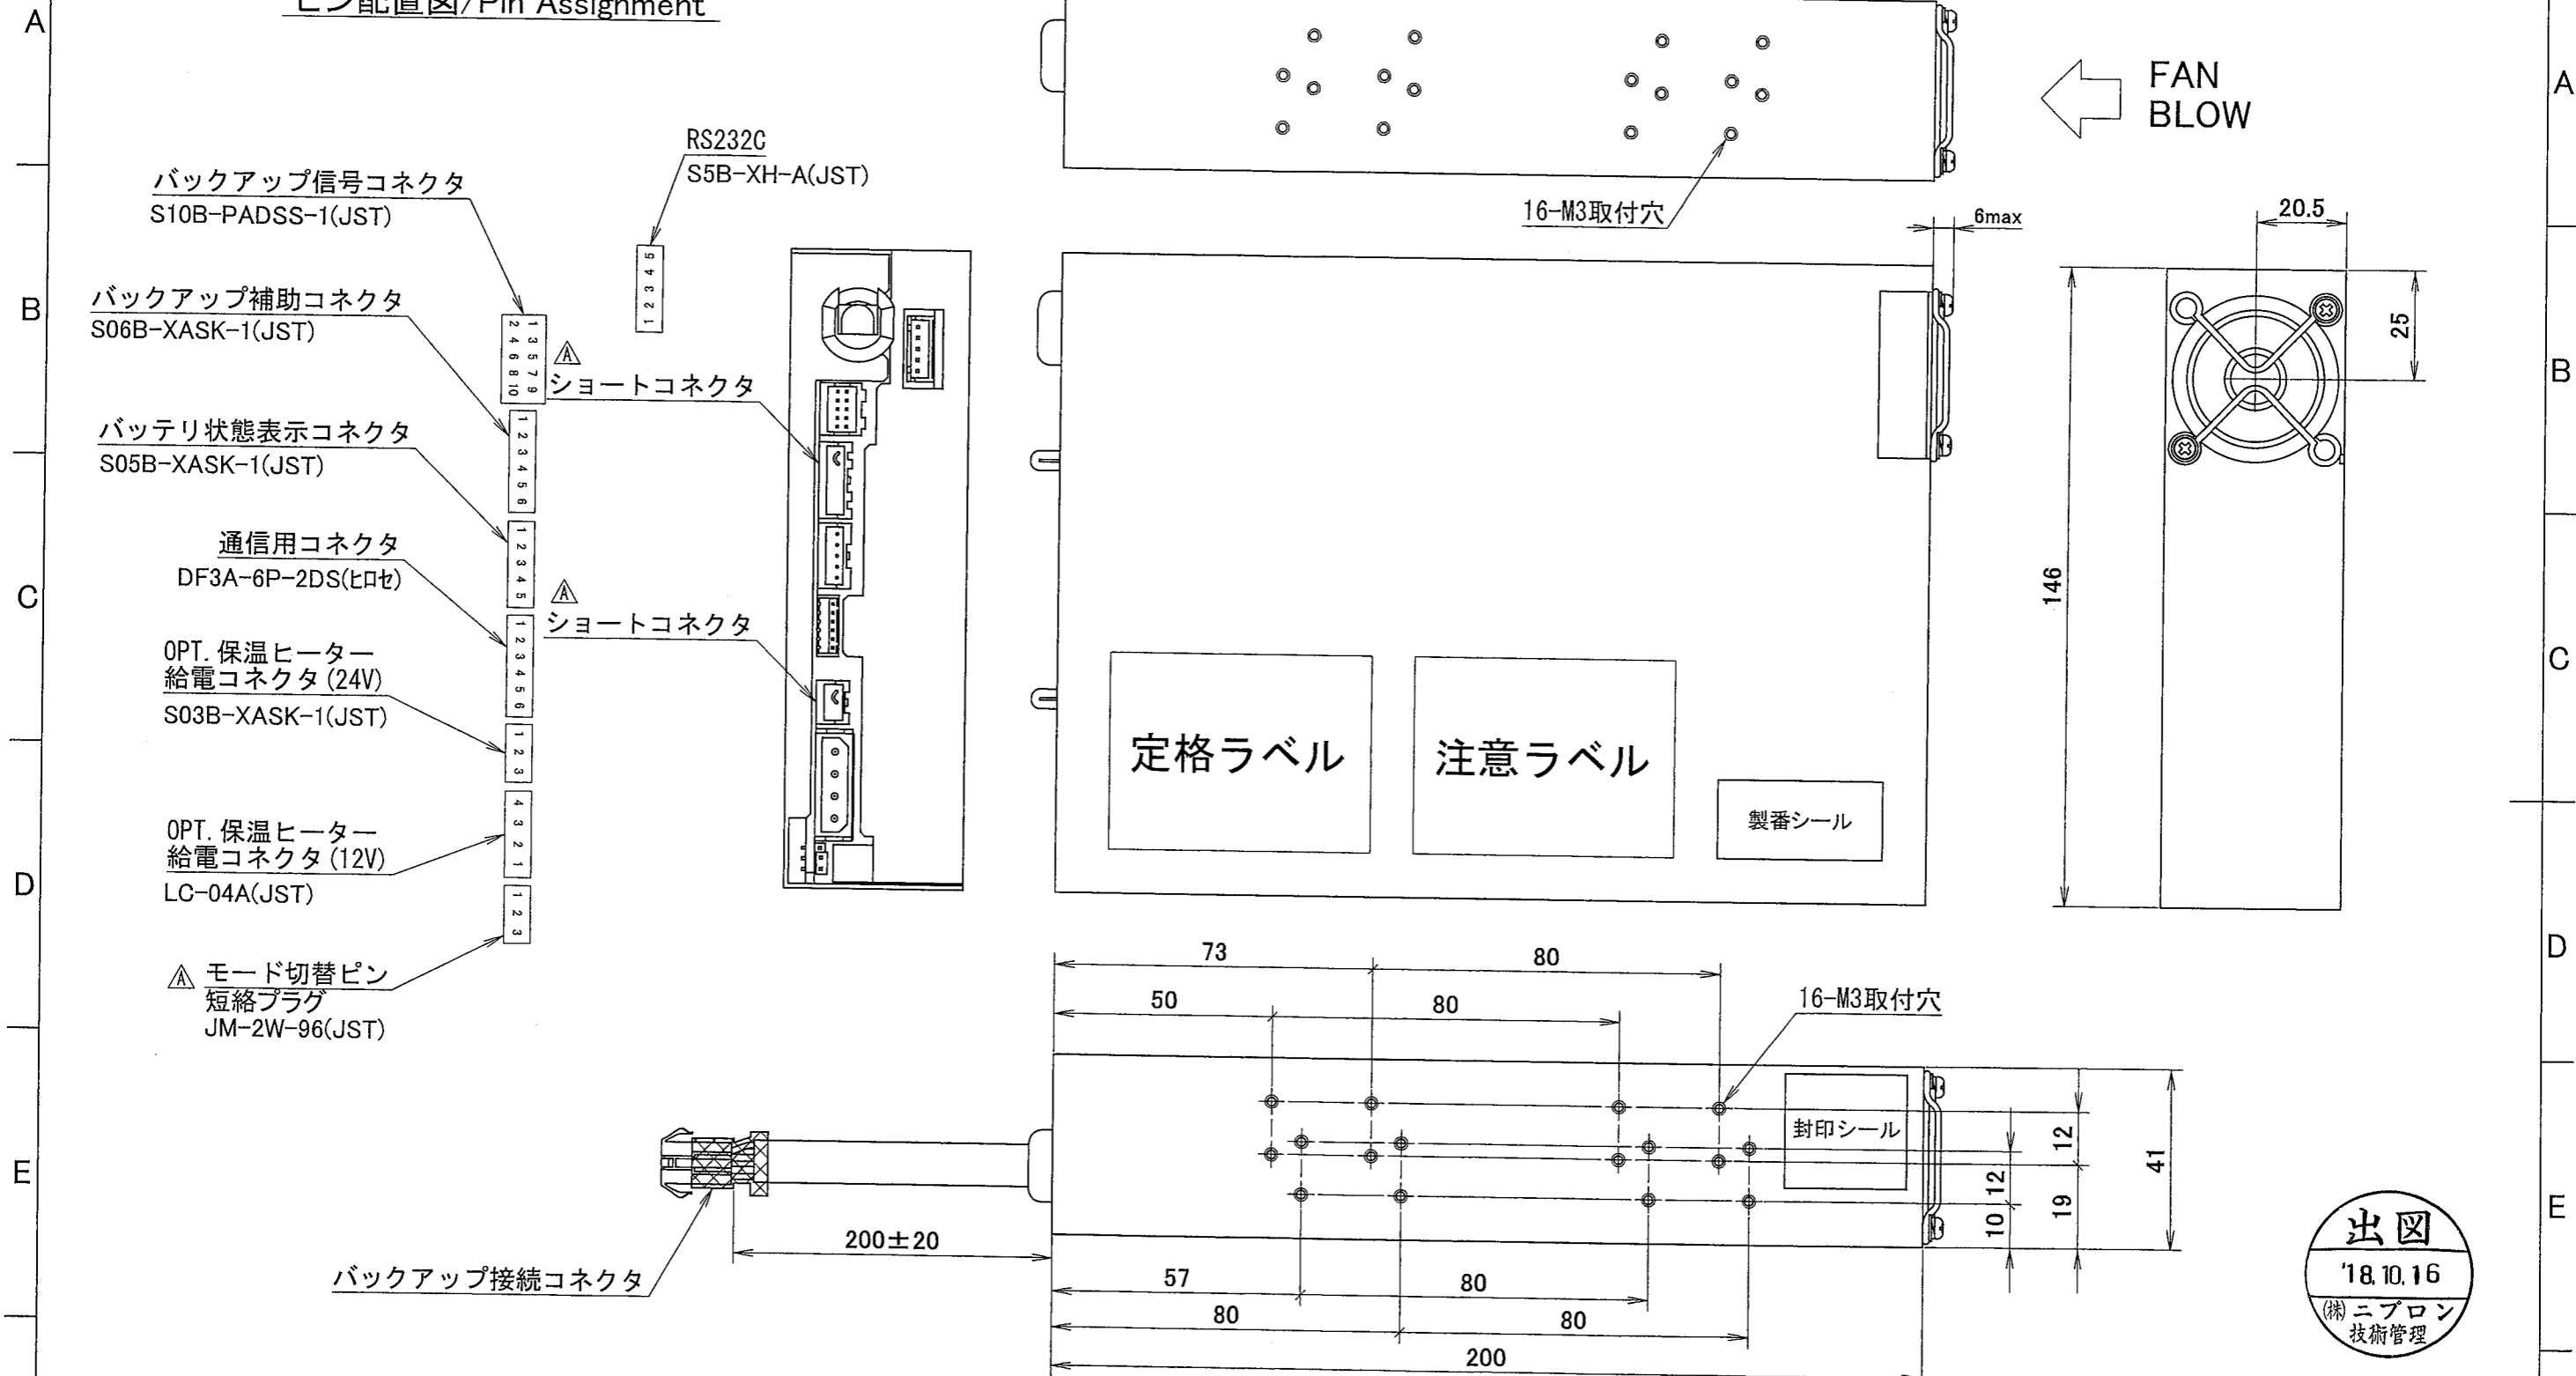 ピン配置図/Pin Assignment
A
A
FAN
BLOW
RS232C
S5B-XH-A(JST)
バックアップ信号コネクタ
S10B-PADSS-1(JST)
16-M3取付穴
6max
20.5
25
B
B
バックアップ補助コネクタ
S06B-XASK-1(JST)
1 2 3 4 5
1 3 5 7 9
2 4 6 8 10
A
ショートコネクタ
1 2 3 4 5 6
バッテリ状態表示コネクタ
S05B-XASK-1(JST)
1 2 3 4 5
通信用コネクタ
DF3A-6P-2DS(ヒロセ)
A
ショートコネクタ
1 2 3 4 5 6
146
C
C
OPT.保温ヒーター
給電コネクタ(24V)
S03B-XASK-1(JST)
1 2 3
定格ラベル
注意ラベル
製番シール
OPT.保温ヒーター
給電コネクタ(12V)
LC-04A(JST)
4 3 2 1
D
D
1 2 3
A モード切替ピン
短絡プラグ
JM-2W-96(JST)
73
80
50
80
16-M3取付穴
封印シール
12
12
10
19
41
E
E
200±20
バックアップ接続コネクタ
57
80
80
80
200
出図
'18.10.16
㈱ニプロン
技術管理